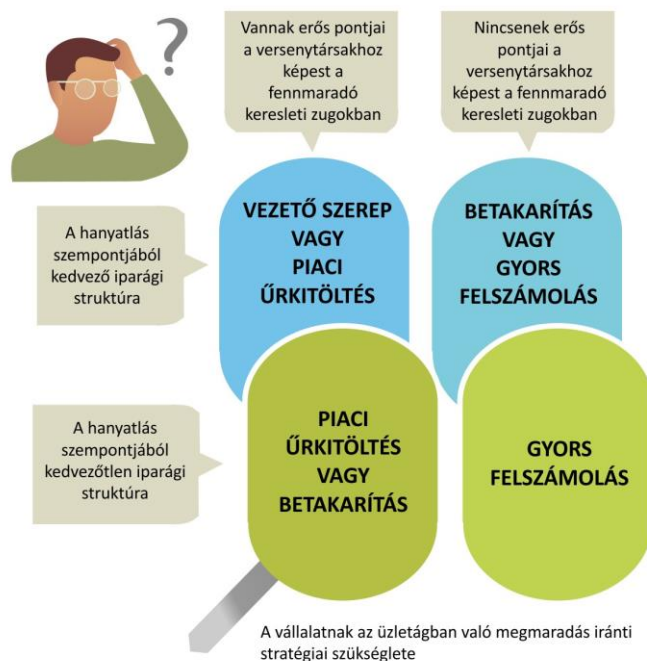 ?
Vannak erős pontjai
a versenytársakhoz
képest a
fennmaradó
keresleti zugokban
Nincsenek erős
pontjai a
versenytársakhoz
képest a fennmaradó
keresleti zugokban
A hanyatlás
szempontjából
kedvező iparági
struktúra
VEZETŐ SZEREP
VAGY
PIACI
ŰRKITÖLTÉS
BETAKARÍTÁS
VAGY
GYORS
FELSZÁMOLÁS
A hanyatlás
szempontjából
kedvezőtlen iparági
struktúra
PIACI
ŰRKITÖLTÉS
VAGY
BETAKARÍTÁS
GYORS
FELSZÁMOLÁS
A vállalatnak az üzletágban való megmaradás iránti
stratégiai szükséglete